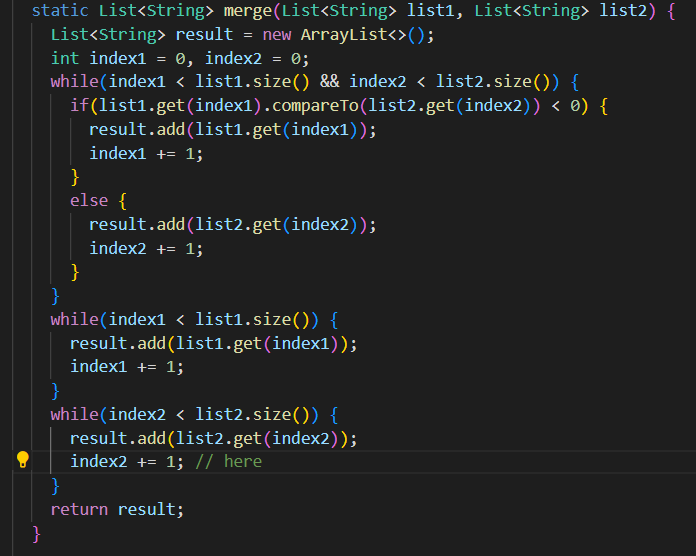 static List<String> merge(List<String> list1, List<String> list2) {
List<String> result = new ArrayList<>();
int index1 = 0, index2 = 0;
while(index1 < list1.size() && index2 < list2.size()) {
if(list1.get(index1).compareTo(list2.get(index2)) < 0) {
result.add(list1.get(index1));
index1 += 1;
}
else {
result.add(list2.get(index2));
index2 += 1;
}
}
while(index1 < list1.size()) {
result.add(list1.get(index1));
index1 += 1;
}
while(index2 < list2.size()) {
result.add(list2.get(index2));
index2 += 1; // here
}
return result;
}